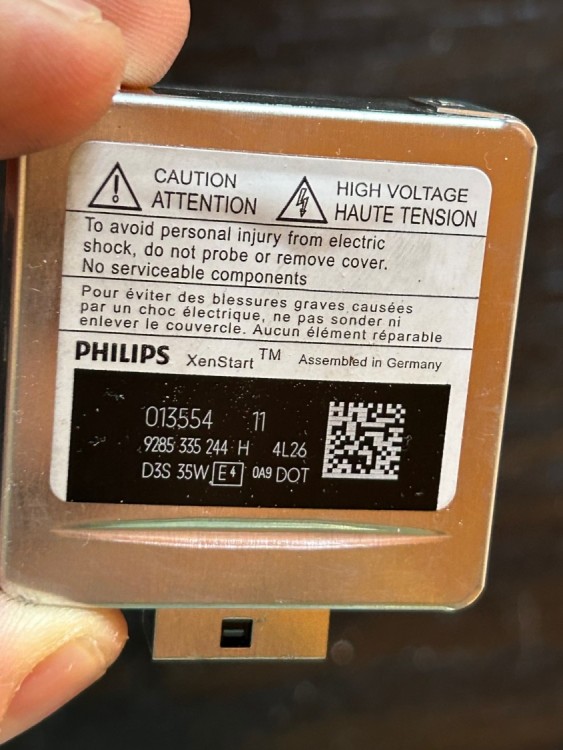 CAUTION
ATTENTION
HIGH VOLTAGE
HAUTE TENSION
To avoid personal injury from electric
shock, do not probe or remove cover.
No serviceable components
Pour éviter des blessures graves causées
par un choc électrique, ne pas sonder ni
enlever le couvercle. Aucun élément réparable
PHILIPS XenStart™ Assembled in Germany
013554 11
9285 335 244 H 4L26
D3S 35W E4 0A9 DOT